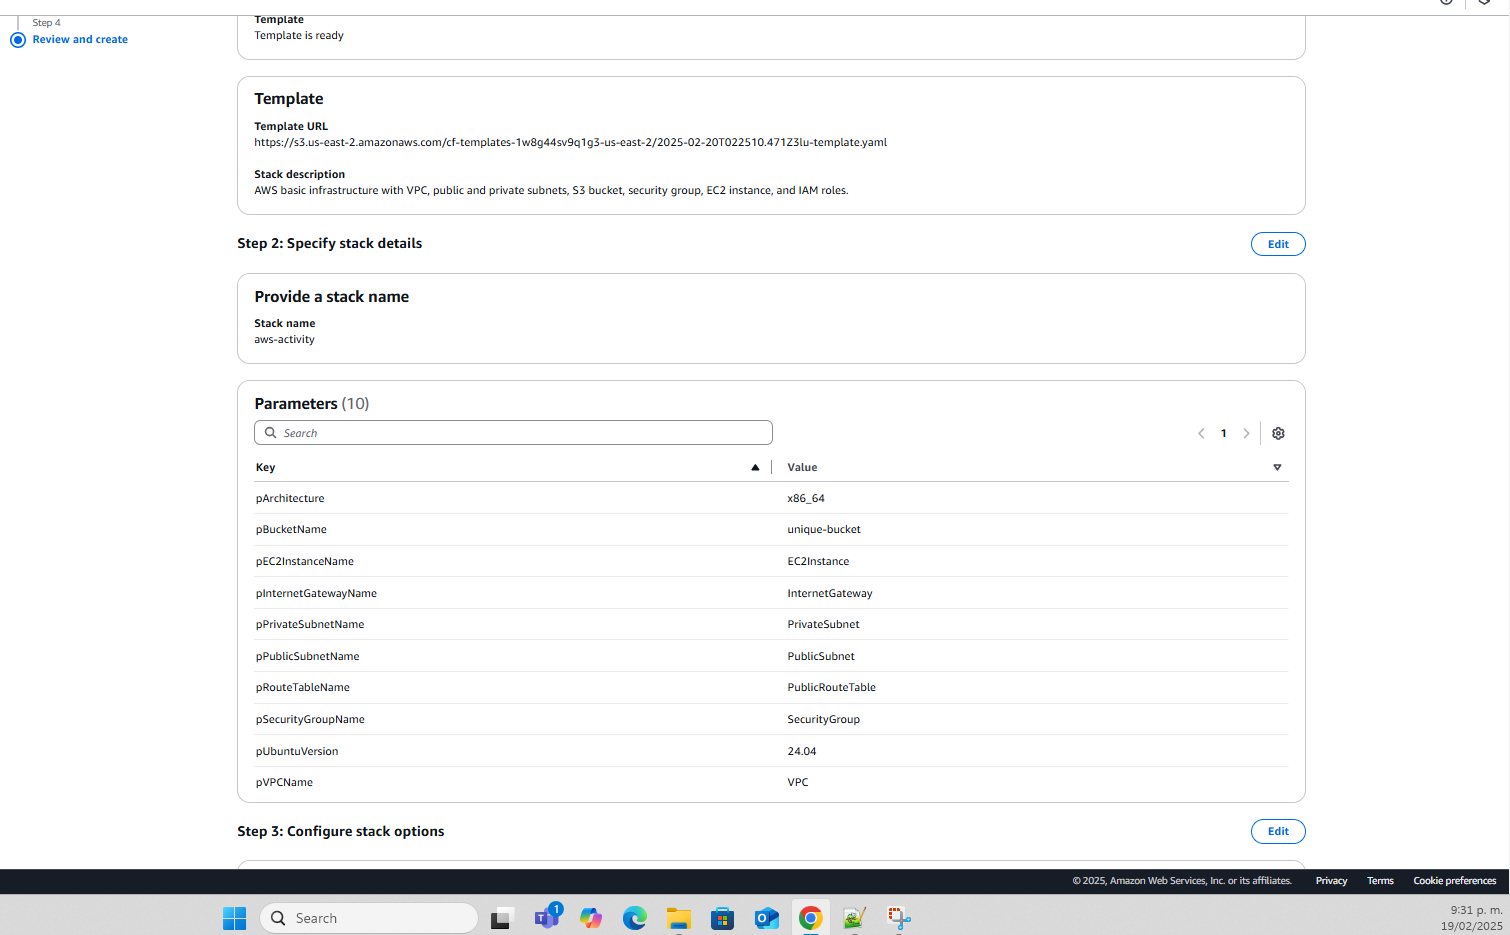 Step 4
Review and create
Template
Template is ready
Template
Template URL
https://s3.us-east-2.amazonaws.com/cf-templates-1w8g44sv9q1g3-us-east-2/2025-02-20T022510.471Z3lu-template.yaml
Stack description
AWS basic infrastructure with VPC, public and private subnets, S3 bucket, security group, EC2 instance, and IAM roles.
Step 2: Specify stack details
Edit
Provide a stack name
Stack name
aws-activity
Parameters (10)
Search
1
Key Value
pArchitecture x86_64
pBucketName unique-bucket
pEC2InstanceName EC2Instance
pInternetGatewayName InternetGateway
pPrivateSubnetName PrivateSubnet
pPublicSubnetName PublicSubnet
pRouteTableName PublicRouteTable
pSecurityGroupName SecurityGroup
pUbuntuVersion 24.04
pVPCName VPC
Step 3: Configure stack options
Edit
© 2025, Amazon Web Services, Inc. or its affiliates. Privacy Terms Cookie preferences
Search
1
9:31 p. m.
19/02/2025